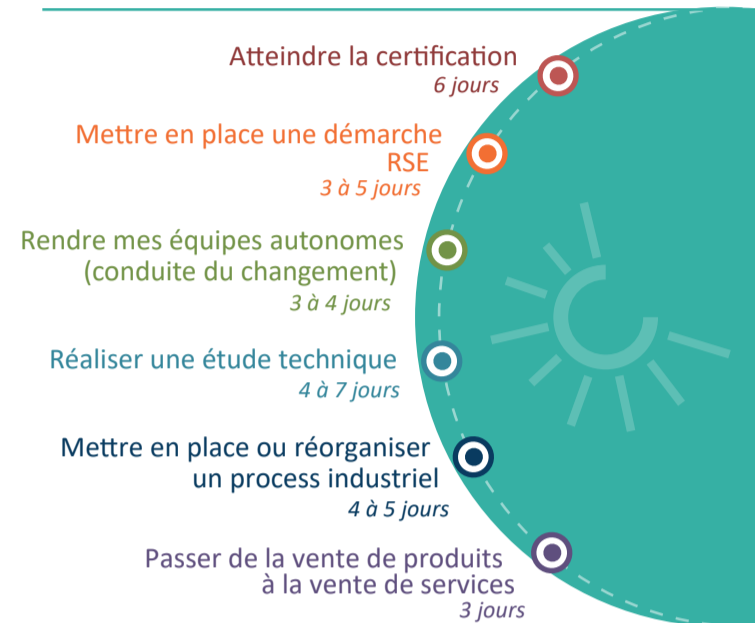 Atteindre la certification
6 jours
Mettre en place une démarche
RSE
3 à 5 jours
Rendre mes équipes autonomes
(conduite du changement)
3 à 4 jours
Réaliser une étude technique
4 à 7 jours
Mettre en place ou réorganiser
un process industriel
4 à 5 jours
Passer de la vente de produits
à la vente de services
3 jours